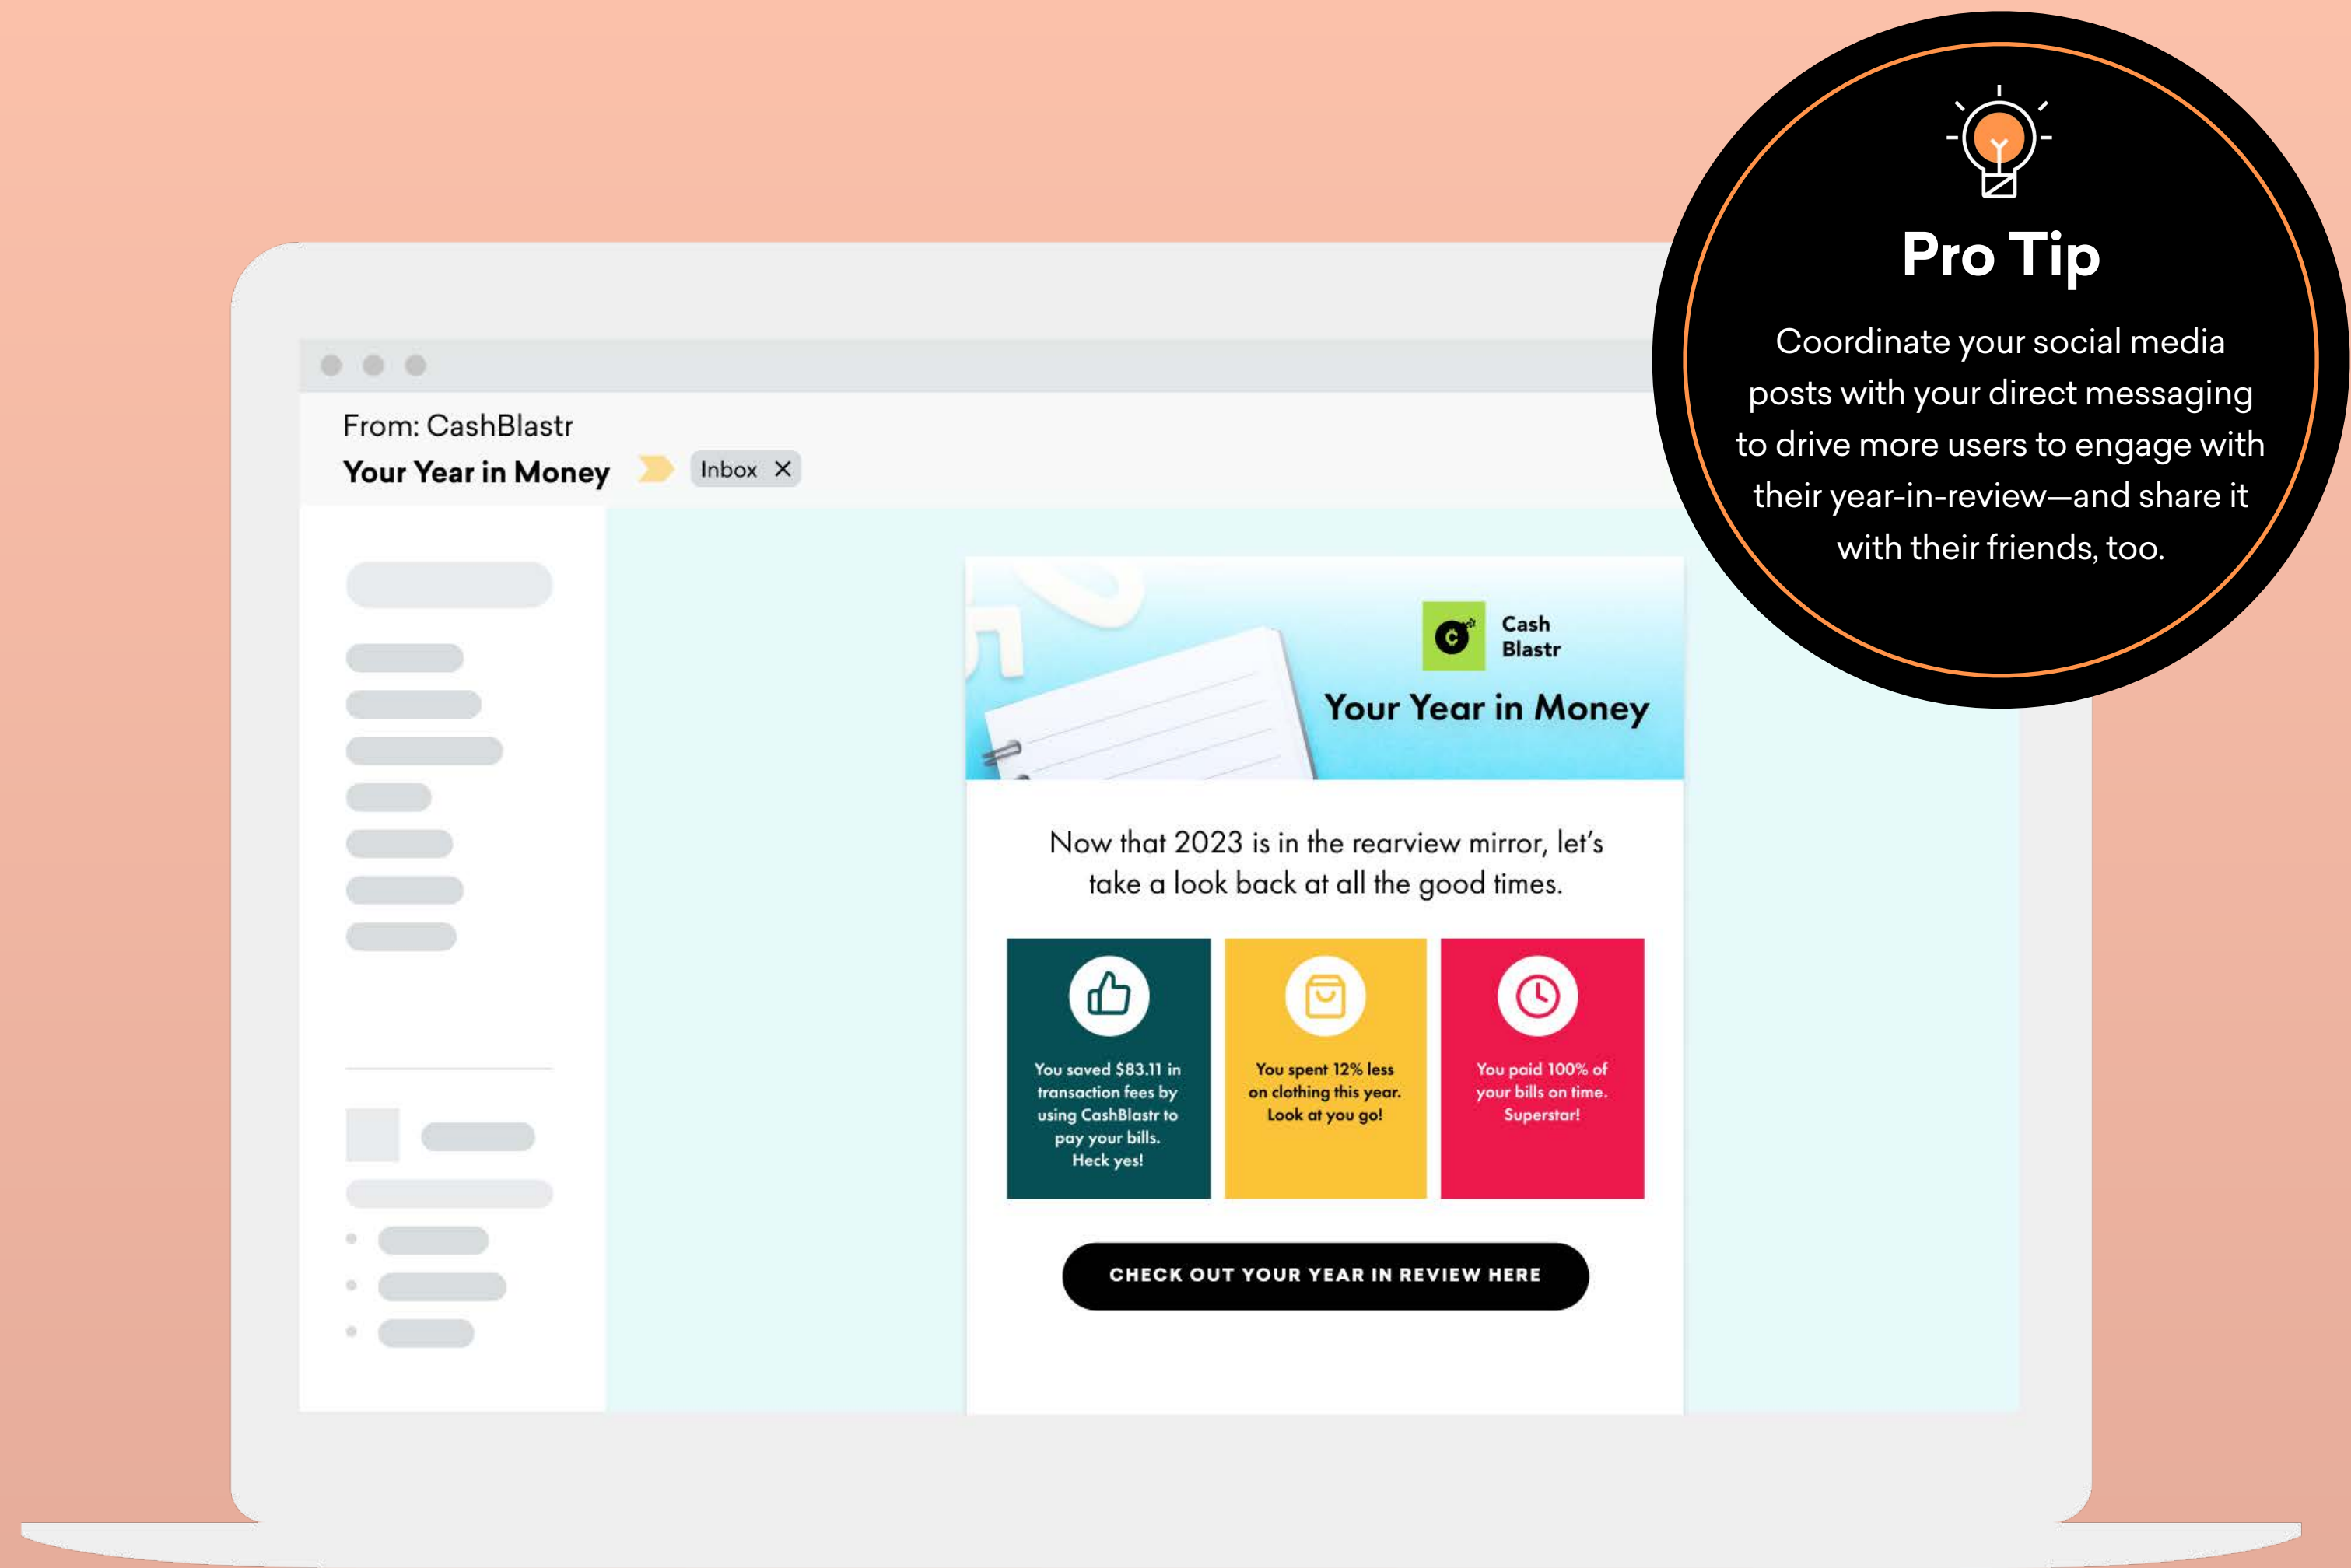 Pro Tip
Coordinate your social media
posts with your direct messaging
to drive more users to engage with
their year-in-review—and share it
with their friends, too.
From: CashBlastr
Your Year in Money
Inbox
Cash
Blastr
Your Year in Money
Now that 2023 is in the rearview mirror, let's
take a look back at all the good times.
You saved $83.11 in
transaction fees by
using CashBlastr to
pay your bills.
Heck yes!
You spent 12% less
on clothing this year.
Look at you go!
You paid 100% of
your bills on time.
Superstar!
CHECK OUT YOUR YEAR IN REVIEW HERE